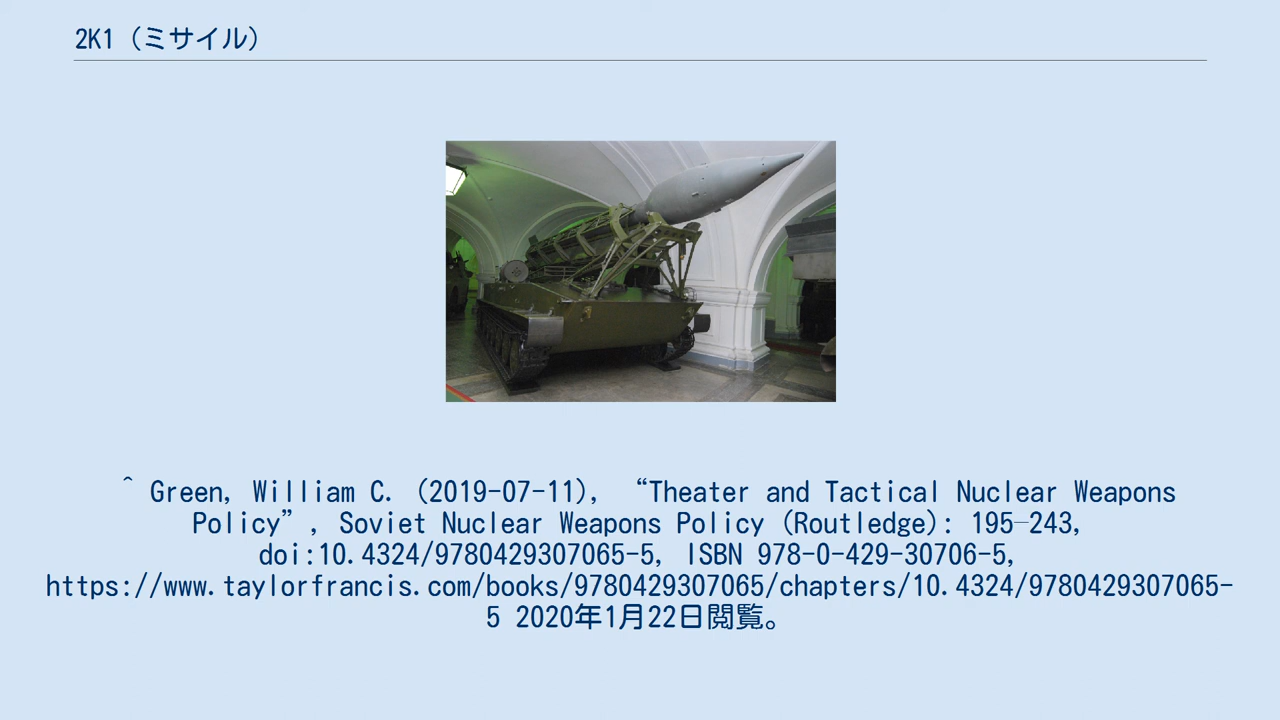 2K1 (ミサイル)
^ Green, William C. (2019-07-11), “Theater and Tactical Nuclear Weapons
Policy”, Soviet Nuclear Weapons Policy (Routledge): 195–243,
doi:10.4324/9780429307065-5, ISBN 978-0-429-30706-5,
https://www.taylorfrancis.com/books/9780429307065/chapters/10.4324/9780429307065-
5 2020年1月22日閲覧。